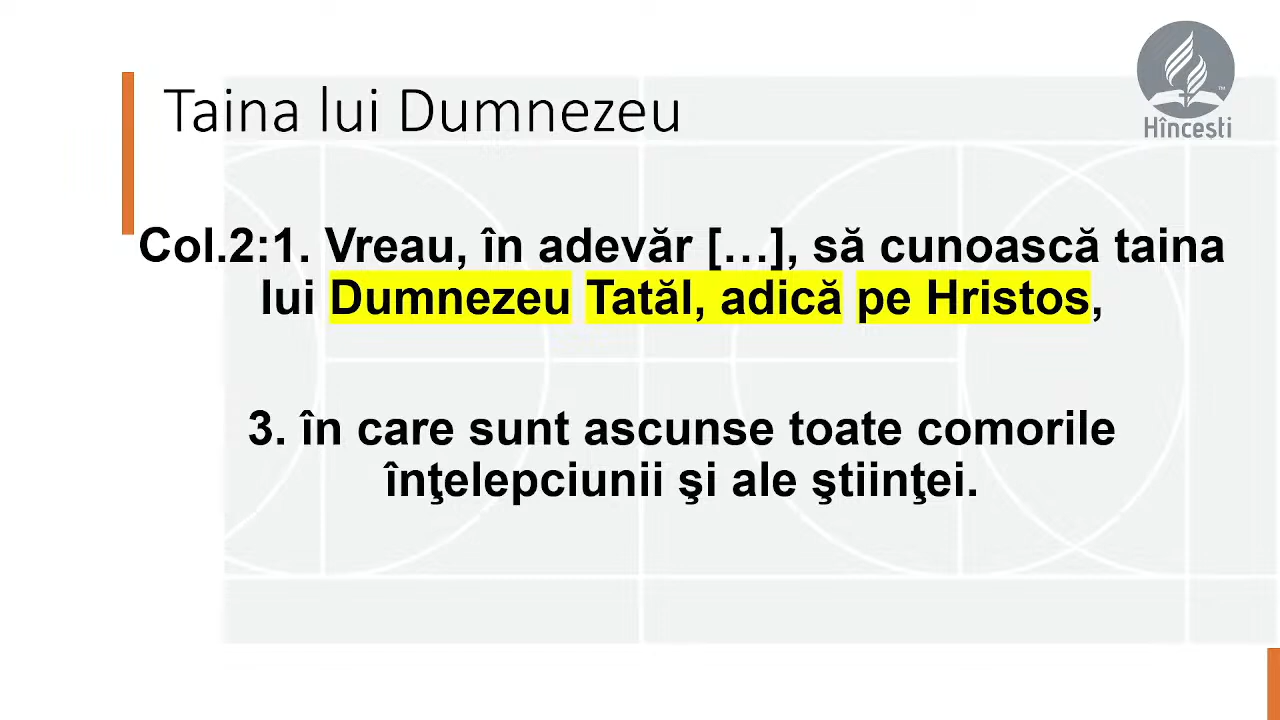 Taina lui Dumnezeu
Hîncești
Col.2:1. Vreau, în adevăr […], să cunoască taina
lui Dumnezeu Tatăl, adică pe Hristos,
3. în care sunt ascunse toate comorile
înţelepciunii şi ale ştiinţei.